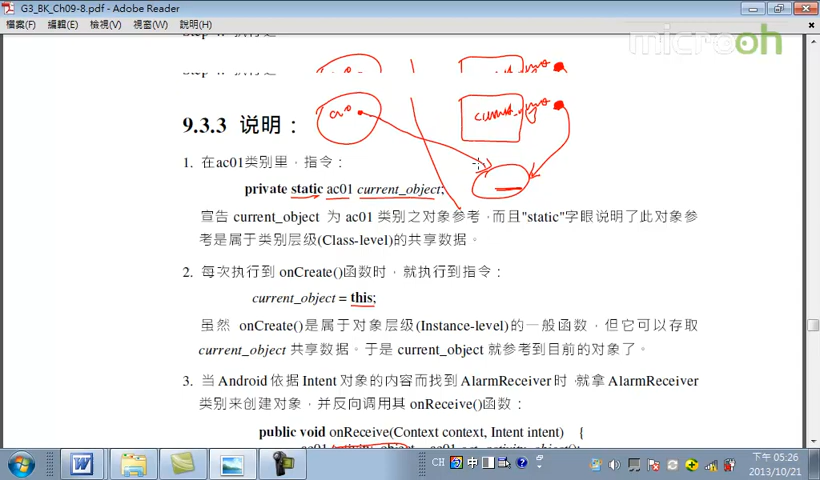 G3_BK_Ch09-8.pdf - Adobe Reader
檔案(F) 編輯(E) 檢視(V) 視窗(W) 說明(H)
microoh
9.3.3 说明：
1. 在ac01类别里，指令：
private static ac01 current_object;
宣告 current_object 为 ac01 类别之对象参考，而且"static"字眼说明了此对象参
考是属于类别层级(Class-level)的共享数据。
2. 每次执行到 onCreate()函数时，就执行到指令：
current_object = this;
虽然 onCreate()是属于对象层级(Instance-level)的一般函数，但它可以存取
current_object 共享数据。于是 current_object 就参考到目前的对象了。
3. 当 Android 依据 Intent 对象的内容而找到 AlarmReceiver 时，就拿 AlarmReceiver
类别来创建对象，并反向调用其 onReceive()函数：
public void onReceive(Context context, Intent intent) {
CH 中
下午 05:26
2013/10/21